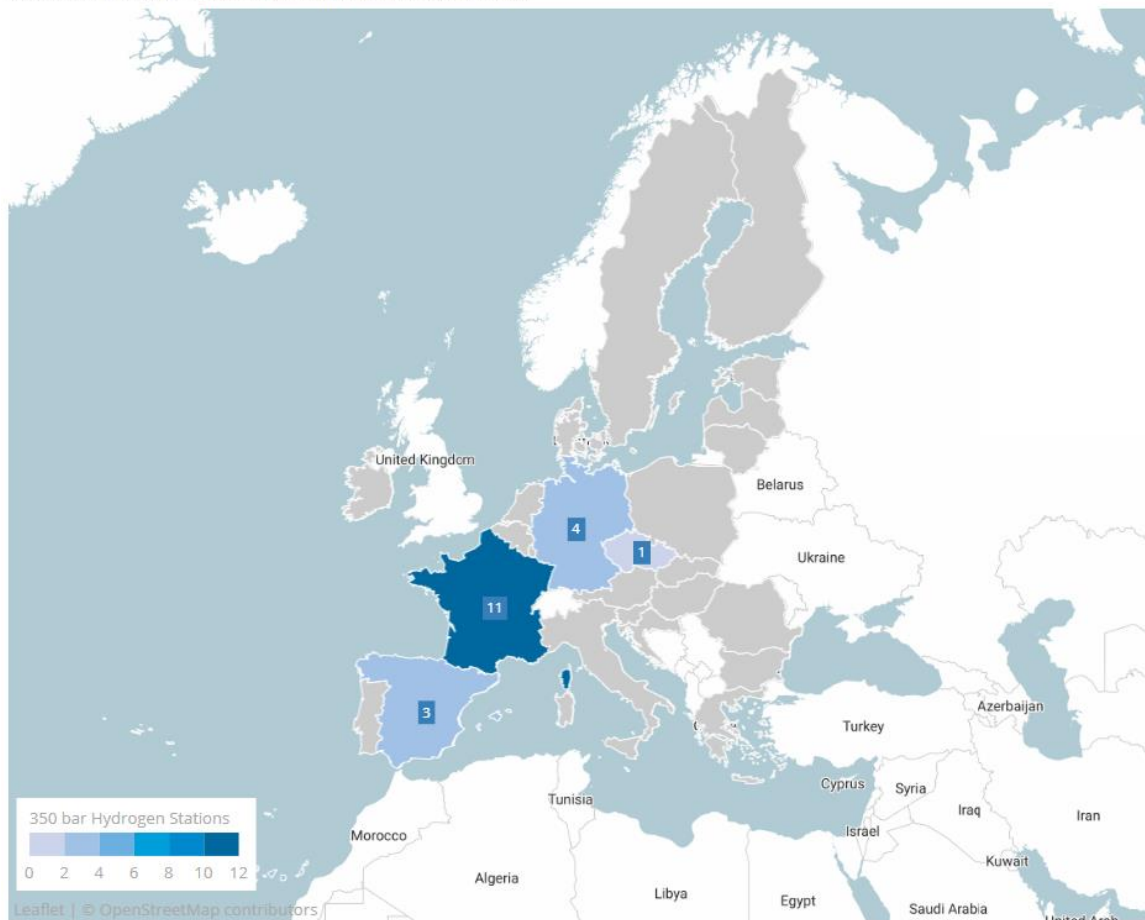 United Kingdom
Belarus
4
1
Ukraine
11
3
Azerbaijan
Turkey
Cyprus
Syria
Tunisia
Iraq
Iran
Israel
Morocco
Kuwait
Algeria
Libya
Egypt
Saudi Arabia
350 bar Hydrogen Stations
0 2 4 6 8 10 12
Leaflet | © OpenStreetMap contributors